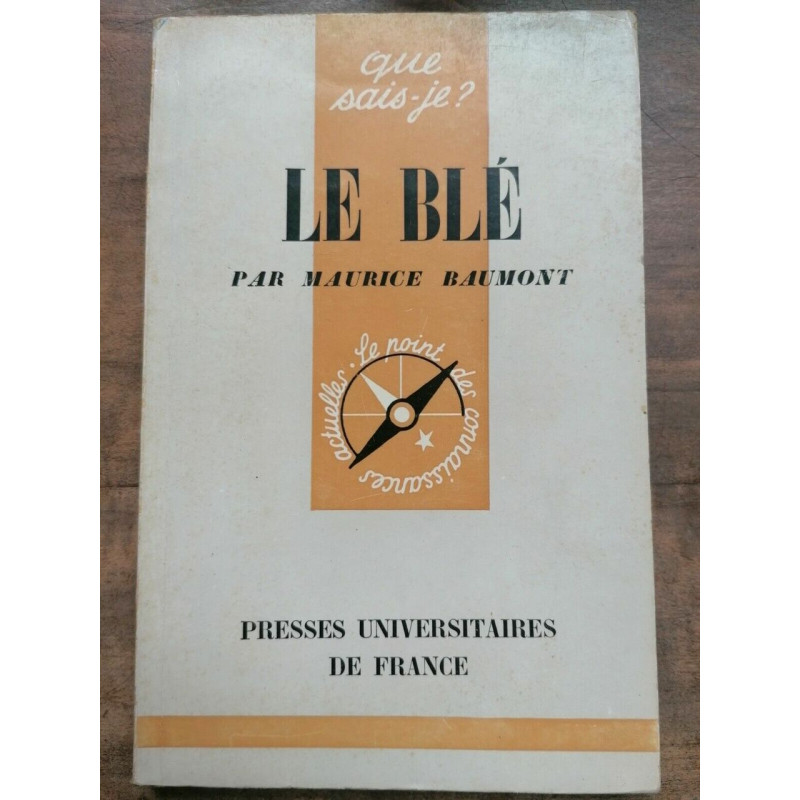 que
sais-je?
LE BLÉ
PAR MAURICE BAUMONT
Le point des connaissances actuelles.
PRESSES UNIVERSITAIRES
DE FRANCE